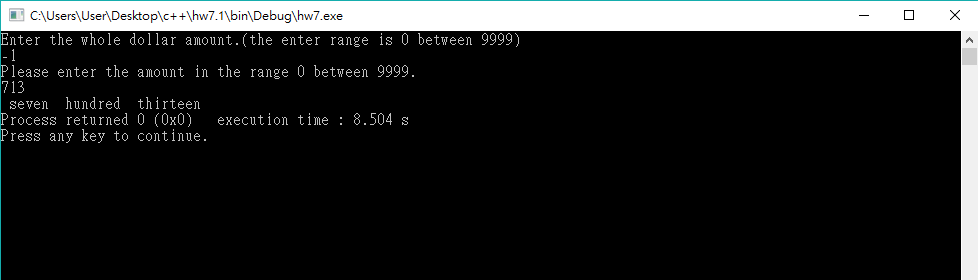 C:\Users\User\Desktop\c++\hw7.1\bin\Debug\hw7.exe
Enter the whole dollar amount.(the enter range is 0 between 9999)
-1
Please enter the amount in the range 0 between 9999.
713
 seven  hundred  thirteen
Process returned 0 (0x0)   execution time : 8.504 s
Press any key to continue.